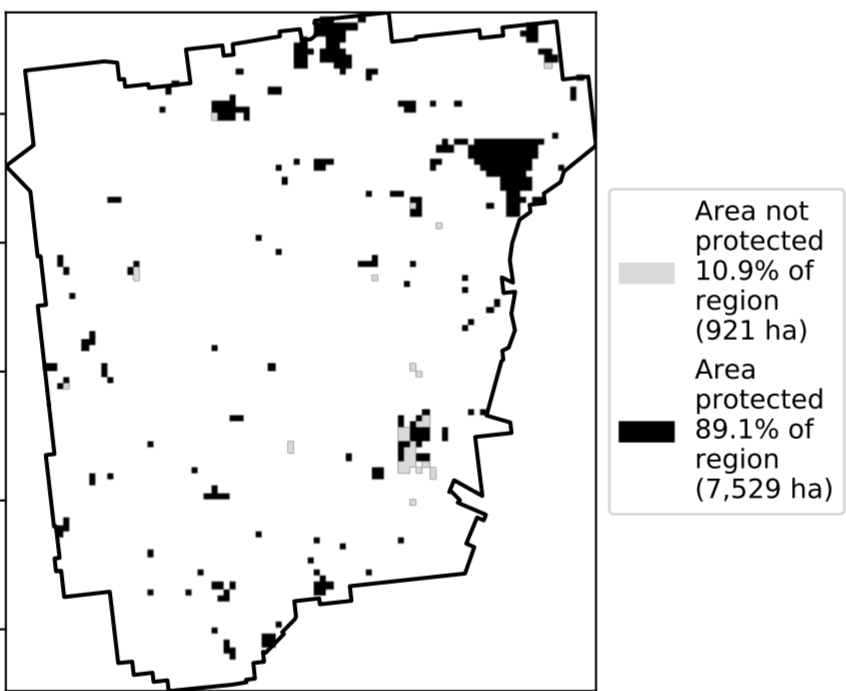 Area not
protected
10.9% of
region
(921 ha)
Area
protected
89.1% of
region
(7,529 ha)